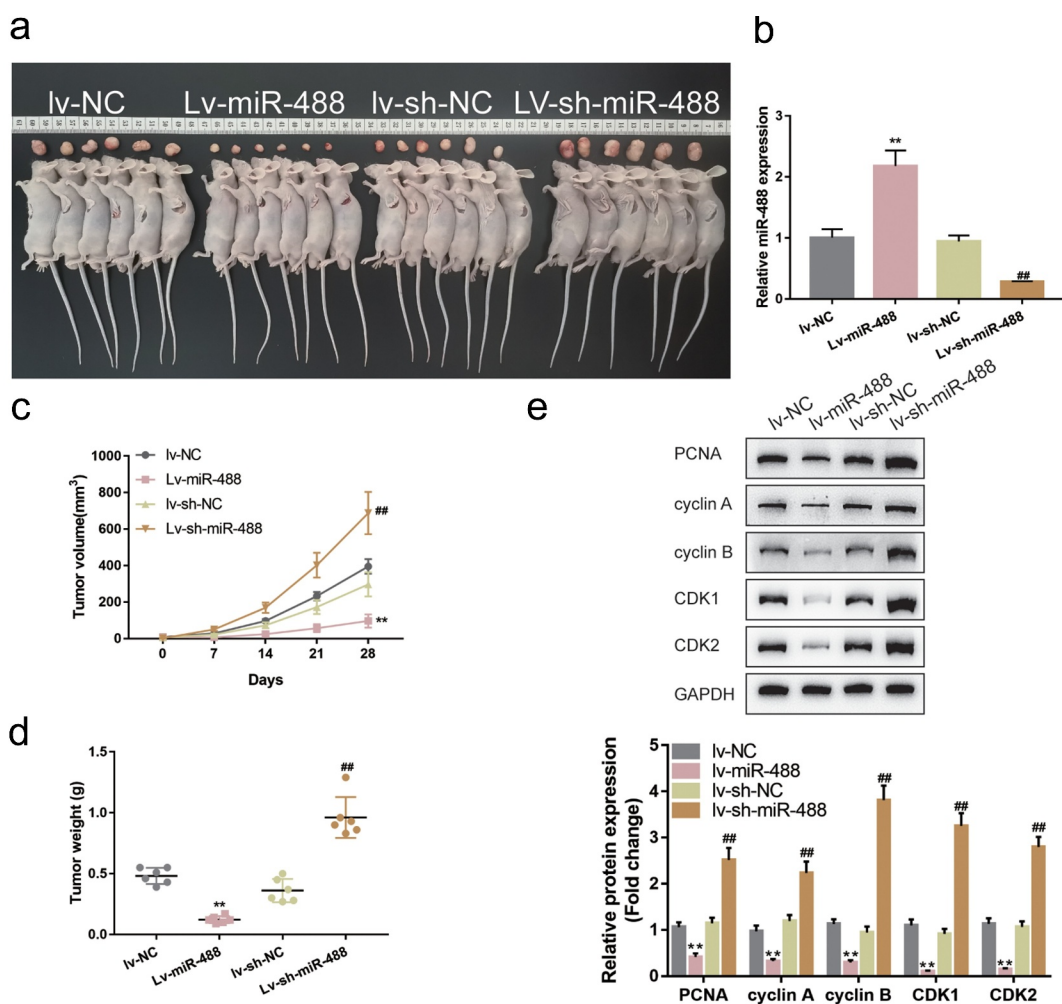 a
lv-NC Lv-miR-488 lv-sh-NC LV-sh-miR-488
b
Relative miR-488 expression
3
2
1
0
**
##
lv-NC
Lv-miR-488
lv-sh-NC
Lv-sh-miR-488
c
Tumor volume(mm3)
1000
800
600
400
200
0
lv-NC
Lv-miR-488
lv-sh-NC
Lv-sh-miR-488
##
**
0 7 14 21 28
Days
d
Tumor weight (g)
1.5
1.0
0.5
0.0
**
##
lv-NC
Lv-miR-488
lv-sh-NC
Lv-sh-miR-488
e
lv-NC lv-miR-488 lv-sh-NC lv-sh-miR-488
PCNA
cyclin A
cyclin B
CDK1
CDK2
GAPDH
Relative protein expression
(Fold change)
5
4
3
2
1
0
lv-NC
lv-miR-488
lv-sh-NC
lv-sh-miR-488
** ## ** ## ** ## ** ## ** ##
PCNA cyclin A cyclin B CDK1 CDK2